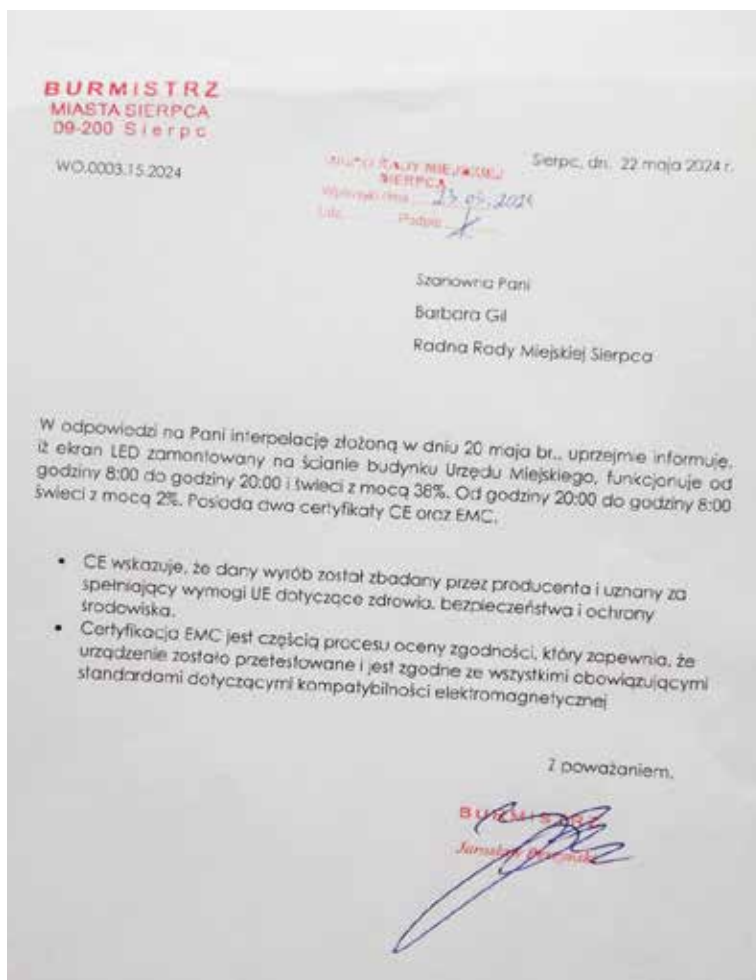 BURMISTRZ
MIASTA SIERPCA
09-200 Sierpc
WO.0003.15.2024
BIURO RADY MIEJSKIEJ
SIERPCA
Sierpc, dn. 22 maja 2024 r.
Wpłynęło dnia 23.05.2024
Ldz. Podpis
Szanowna Pani
Barbara Gil
Radna Rady Miejskiej Sierpca
W odpowiedzi na Pani interpelację złożoną w dniu 20 maja br., uprzejmie informuję,
iż ekran LED zamontowany na ścianie budynku Urzędu Miejskiego, funkcjonuje od
godziny 8:00 do godziny 20:00 i świeci z mocą 38%. Od godziny 20:00 do godziny 8:00
świeci z mocą 2%. Posiada dwa certyfikaty CE oraz EMC.
• CE wskazuje, że dany wyrób został zbadany przez producenta i uznany za
spełniający wymogi UE dotyczące zdrowia, bezpieczeństwa i ochrony
środowiska.
• Certyfikacja EMC jest częścią procesu oceny zgodności, który zapewnia, że
urządzenie zostało przetestowane i jest zgodne ze wszystkimi obowiązującymi
standardami dotyczącymi kompatybilności elektromagnetycznej
Z poważaniem,
BURMISTRZ
Jarosław